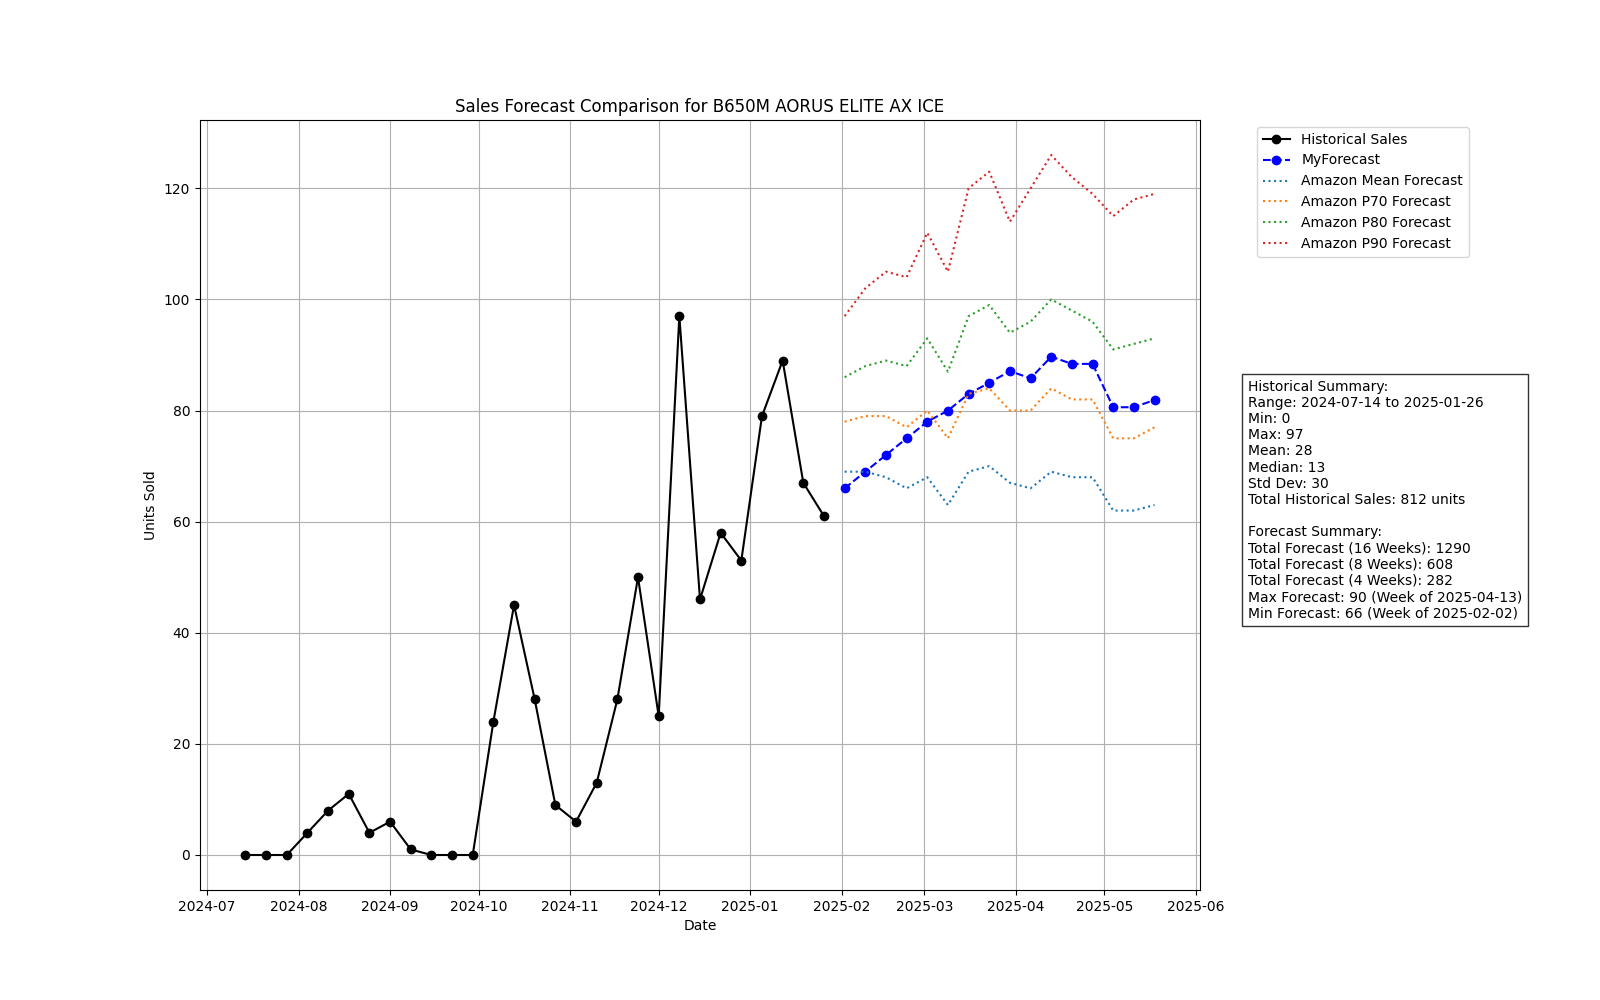 Sales Forecast Comparison for B650M AORUS ELITE AX ICE
Units Sold
120
100
80
60
40
20
0
2024-07
2024-08
2024-09
2024-10
2024-11
2024-12
2025-01
2025-02
2025-03
2025-04
2025-05
2025-06
Date
Historical Sales
MyForecast
Amazon Mean Forecast
Amazon P70 Forecast
Amazon P80 Forecast
Amazon P90 Forecast
Historical Summary:
Range: 2024-07-14 to 2025-01-26
Min: 0
Max: 97
Mean: 28
Median: 13
Std Dev: 30
Total Historical Sales: 812 units
Forecast Summary:
Total Forecast (16 Weeks): 1290
Total Forecast (8 Weeks): 608
Total Forecast (4 Weeks): 282
Max Forecast: 90 (Week of 2025-04-13)
Min Forecast: 66 (Week of 2025-02-02)